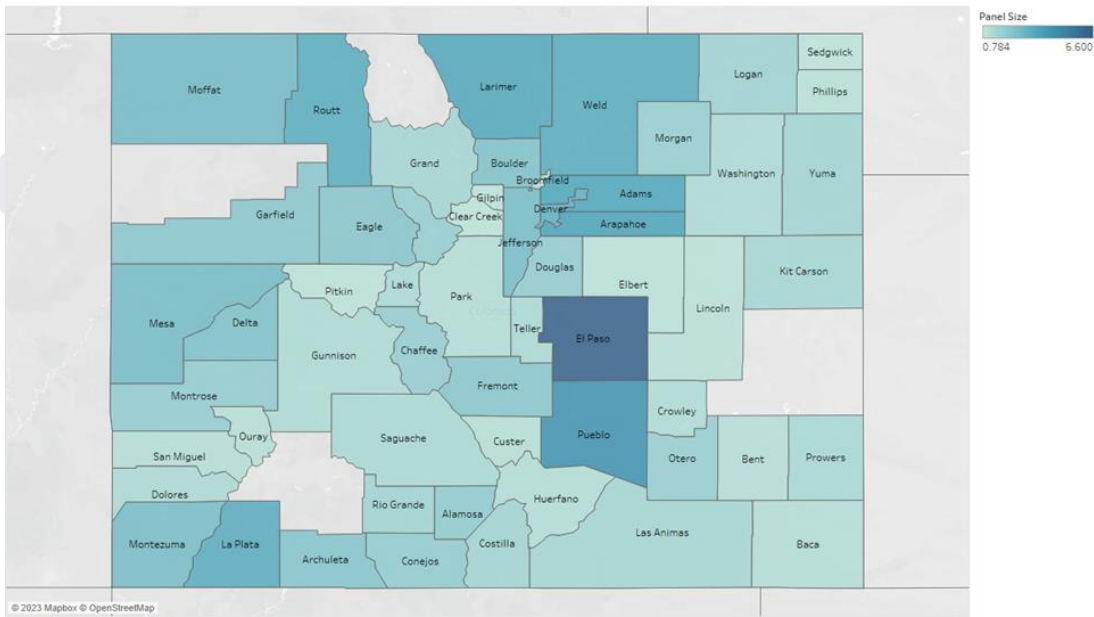 Panel Size
0.784 6.600
Sedgwick
Logan
Phillips
Moffat
Larimer
Weld
Routt
Morgan
Grand
Boulder
Washington
Yuma
Broomfield
Adams
Gilpin
Denver
Clear Creek
Arapahoe
Garfield
Eagle
Jefferson
Douglas
Kit Carson
Elbert
Lake
Pitkin
Park
Lincoln
Mesa
Delta
Teller
El Paso
Chaffee
Gunnison
Fremont
Montrose
Crowley
Ouray
Pueblo
Saguache
Custer
San Miguel
Otero
Bent
Prowers
Dolores
Huerfano
Rio Grande
Alamosa
Las Animas
Montezuma
La Plata
Costilla
Baca
Archuleta
Conejos
© 2023 Mapbox © OpenStreetMap